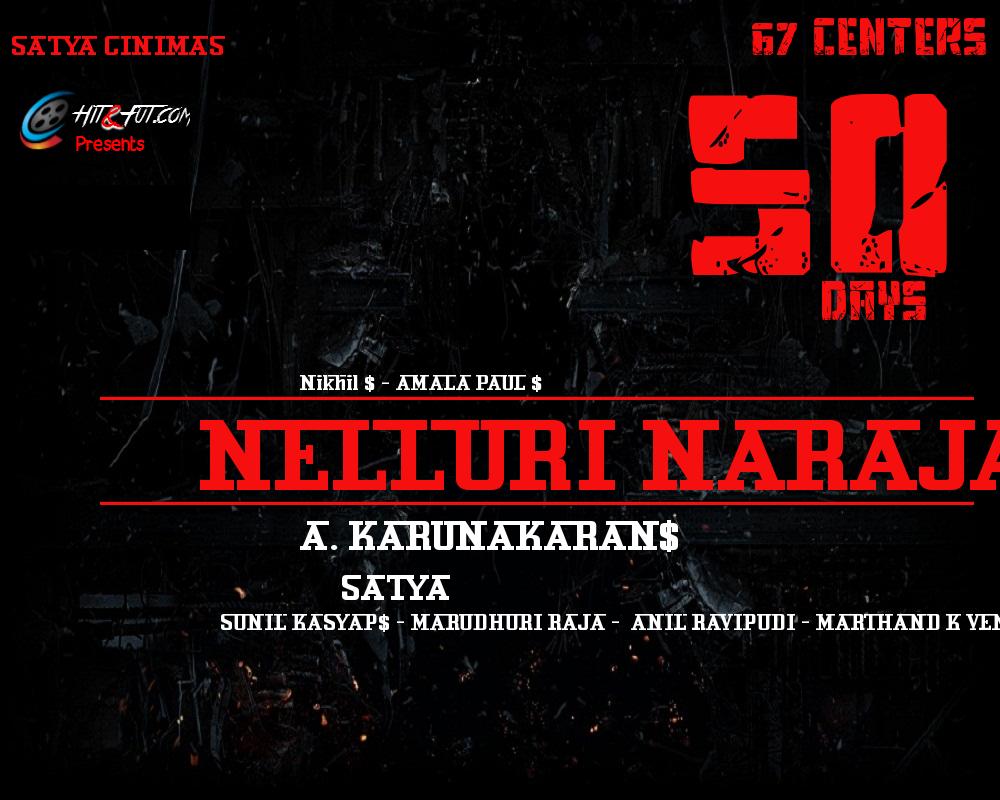 SATYA CINIMAS
67 CENTERS
HIT&FUT.COM
Presents
50
DAYS
Nikhil $ - AMALA PAUL $
NELLURI NARAJA
A. KARUNAKARAN$
SATYA
SUNIL KASYAP$ - MARUDHURI RAJA - ANIL RAVIPUDI - MARTHAND K VEN